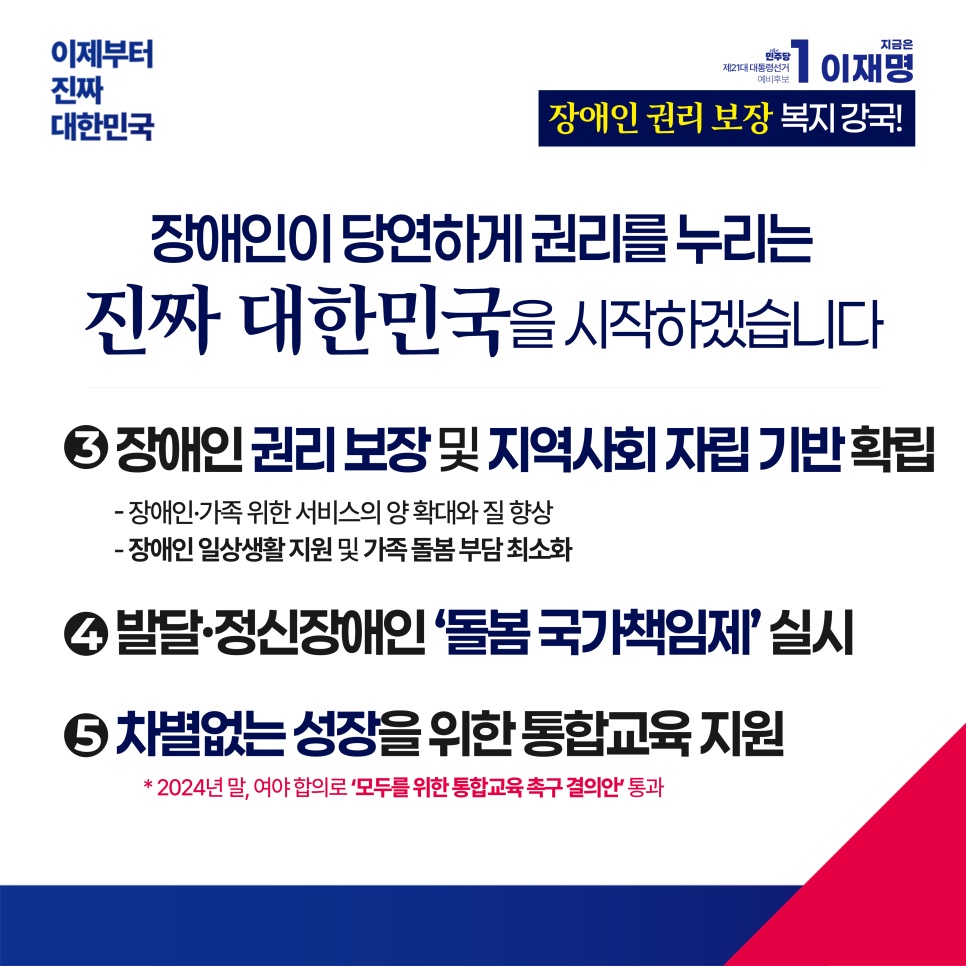 이제부터
진짜
대한민국
지금은
민주당
제21대 대통령선거
예비후보
1 이재명
장애인 권리 보장 복지 강국!
장애인이 당연하게 권리를 누리는
진짜 대한민국을 시작하겠습니다
③ 장애인 권리 보장 및 지역사회 자립 기반 확립
- 장애인·가족 위한 서비스의 양 확대와 질 향상
- 장애인 일상생활 지원 및 가족 돌봄 부담 최소화
④ 발달·정신장애인 ‘돌봄 국가책임제’ 실시
⑤ 차별없는 성장을 위한 통합교육 지원
* 2024년 말, 여야 합의로 ‘모두를 위한 통합교육 촉구 결의안’ 통과